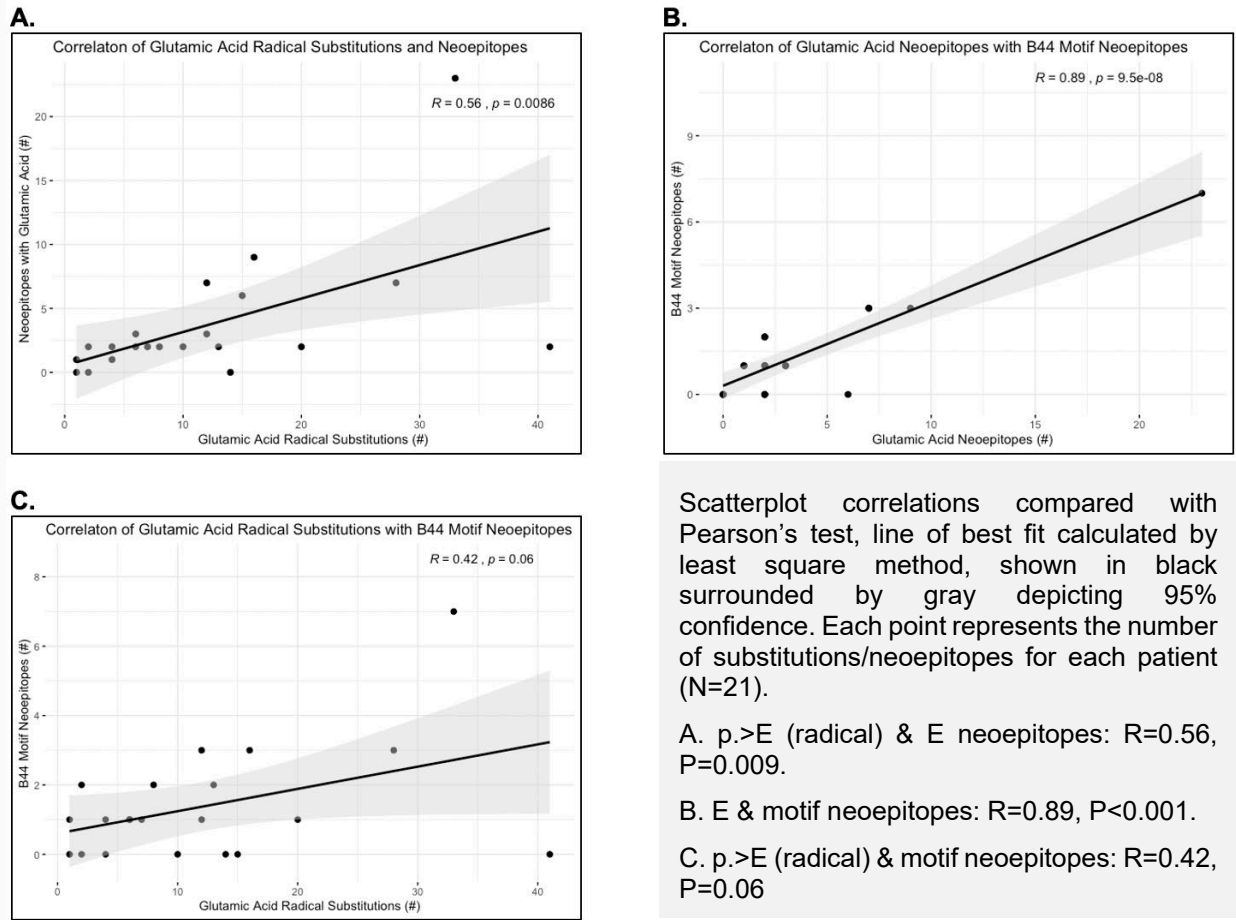 A.
Correlaton of Glutamic Acid Radical Substitutions and Neoepitopes
R = 0.56 , p = 0.0086
Neoepitopes with Glutamic Acid (#)
20
15
10
5
0
0 10 20 30 40
Glutamic Acid Radical Substitutions (#)
B.
Correlaton of Glutamic Acid Neoepitopes with B44 Motif Neoepitopes
R = 0.89 , p = 9.5e-08
B44 Motif Neoepitopes (#)
9
6
3
0
0 5 10 15 20
Glutamic Acid Neoepitopes (#)
C.
Correlaton of Glutamic Acid Radical Substitutions with B44 Motif Neoepitopes
R = 0.42 , p = 0.06
B44 Motif Neoepitopes (#)
8
6
4
2
0
0 10 20 30 40
Glutamic Acid Radical Substitutions (#)
Scatterplot correlations compared with
Pearson’s test, line of best fit calculated by
least square method, shown in black
surrounded by gray depicting 95%
confidence. Each point represents the number
of substitutions/neoepitopes for each patient
(N=21).
A. p.>E (radical) & E neoepitopes: R=0.56,
P=0.009.
B. E & motif neoepitopes: R=0.89, P<0.001.
C. p.>E (radical) & motif neoepitopes: R=0.42,
P=0.06